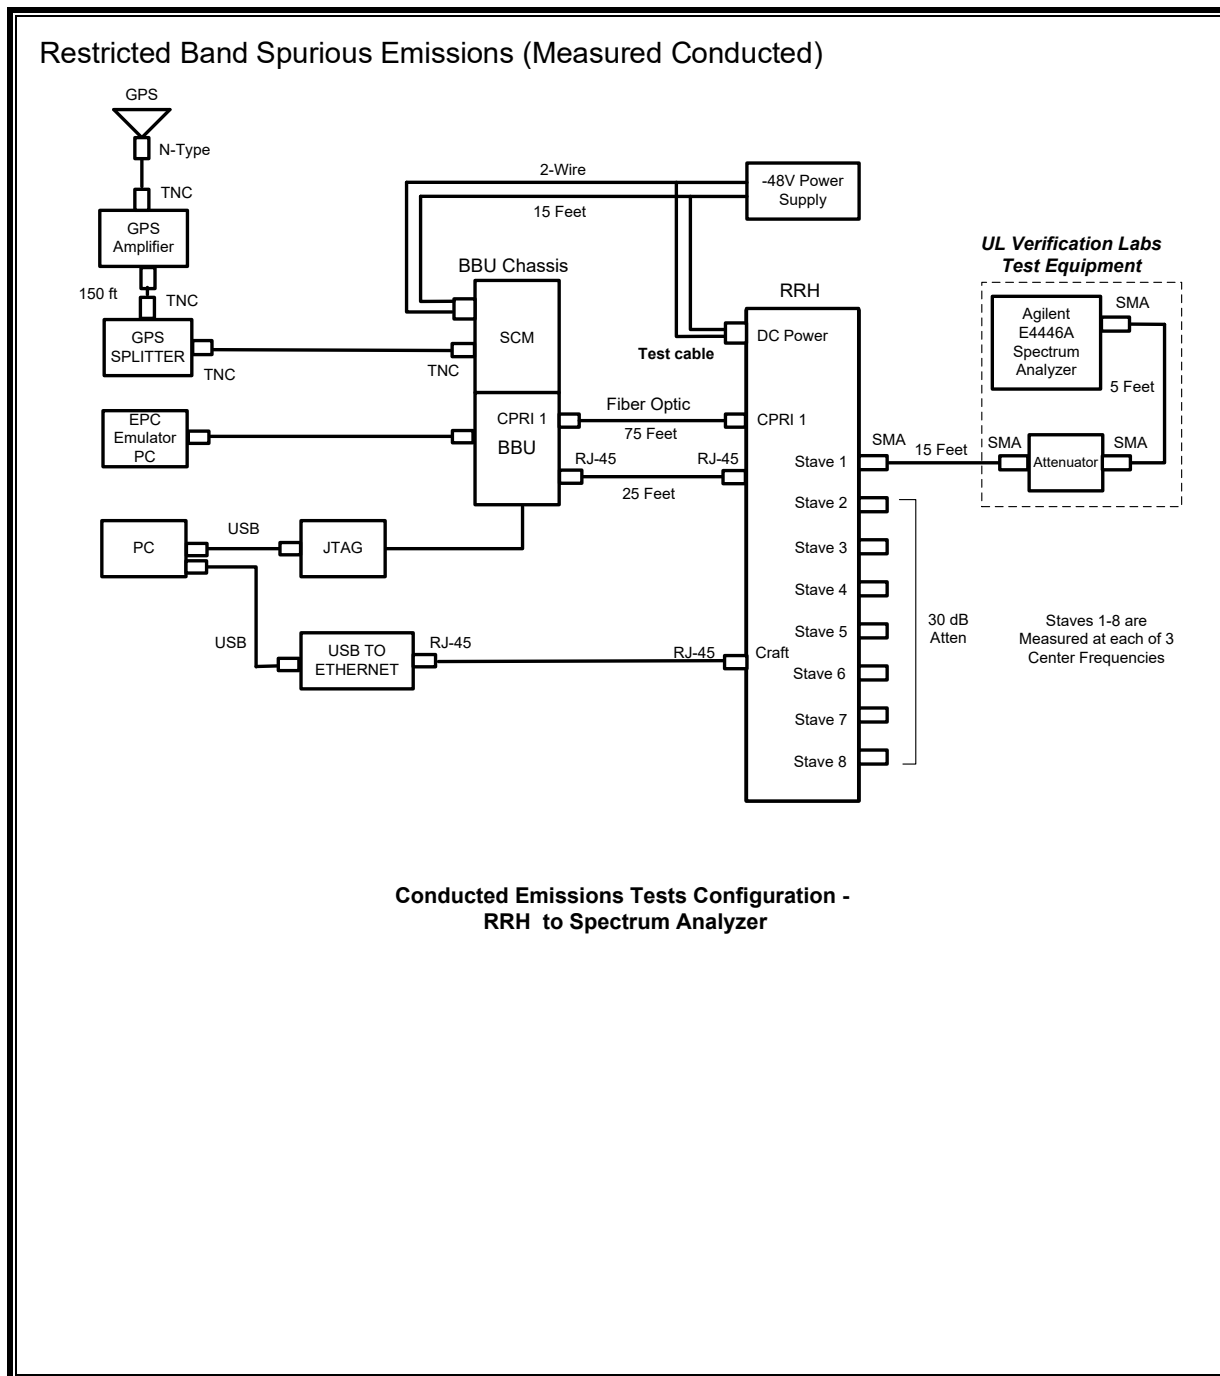 Restricted Band Spurious Emissions (Measured Conducted)
GPS
N-Type
TNC
GPS
Amplifier
150 ft
TNC
GPS
SPLITTER
TNC
TNC
EPC
Emulator
PC
PC
USB
JTAG
USB
USB TO
ETHERNET
RJ-45
RJ-45
2-Wire
15 Feet
-48V Power
Supply
BBU Chassis
SCM
CPRI 1
BBU
Fiber Optic
75 Feet
RJ-45
RJ-45
25 Feet
Test cable
RRH
DC Power
CPRI 1
Stave 1
Stave 2
Stave 3
Stave 4
Stave 5
Craft
Stave 6
Stave 7
Stave 8
SMA
15 Feet
30 dB
Atten
UL Verification Labs
Test Equipment
Agilent
E4446A
Spectrum
Analyzer
SMA
5 Feet
SMA
Attenuator
SMA
Staves 1-8 are
Measured at each of 3
Center Frequencies
Conducted Emissions Tests Configuration -
RRH to Spectrum Analyzer